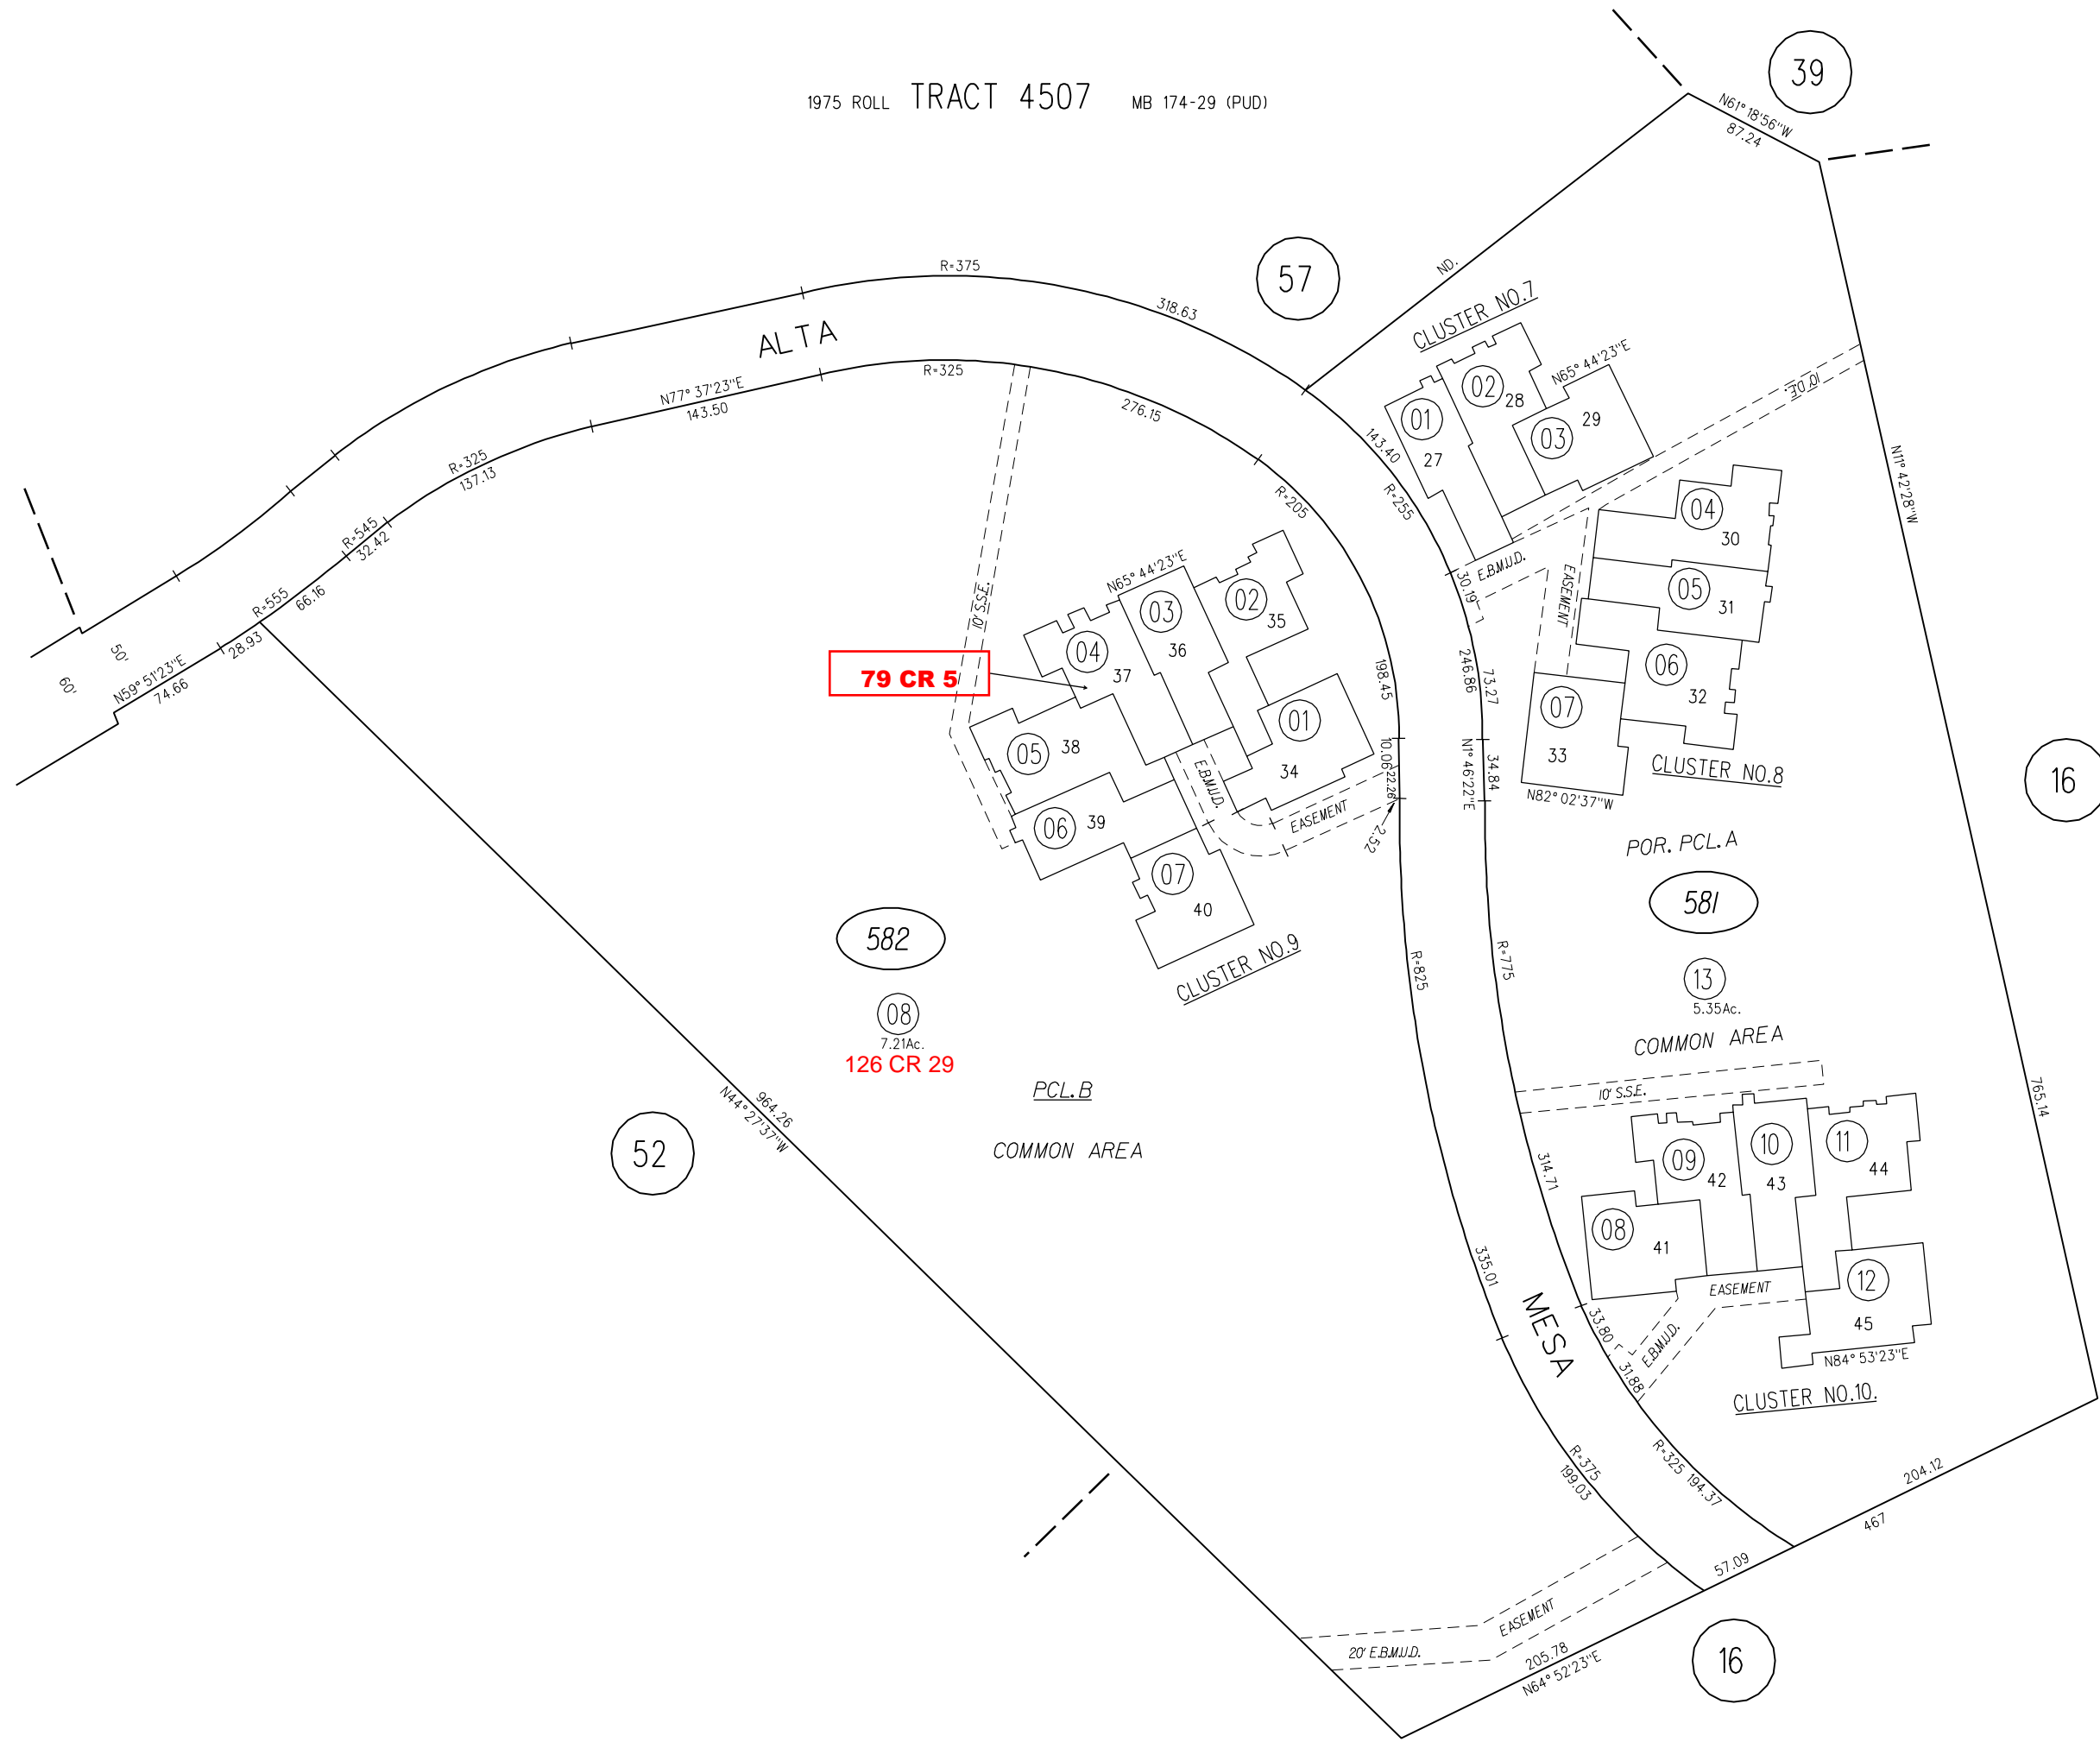 1975 ROLL TRACT 4507 MB 174-29 (PUD)
39
N61°18'56"W
87.24
57
ND.
R=375
318.63
ALTA
R=325
N77°37'23"E
143.50
276.15
R=325
137.13
R=545
32.42
R=555
66.16
28.93
N59°51'23"E
74.66
50'
60'
143.40
R=255
R=205
30.19
246.86
73.27
198.45
10.06
22.26
2.52
N1°46'22"E
34.84
CLUSTER NO.7
01
27
02
28
03
29
N65°44'23"E
10' D.E.
N11°42'28"W
E.B.M.U.D.
EASEMENT
04
30
05
31
06
32
07
33
N82°02'37"W
CLUSTER NO.8
16
10' S.S.E.
79 CR 5
N65°44'23"E
04
37
03
36
02
35
01
34
05
38
06
39
07
40
E.B.M.U.D.
EASEMENT
CLUSTER NO.9
POR. PCL. A
581
13
5.35Ac.
COMMON AREA
582
08
7.21Ac.
126 CR 29
PCL. B
COMMON AREA
R=825
R=775
10' S.S.E.
765.14
964.26
N44°27'37"W
52
314.71
335.01
MESA
09
42
10
43
11
44
08
41
12
45
EASEMENT
E.B.M.U.D.
33.80
31.88
N84°53'23"E
CLUSTER NO.10.
R=375
199.03
R=325 194.37
204.12
467
57.09
EASEMENT
20' E.B.M.U.D.
205.78
N64°52'23"E
16